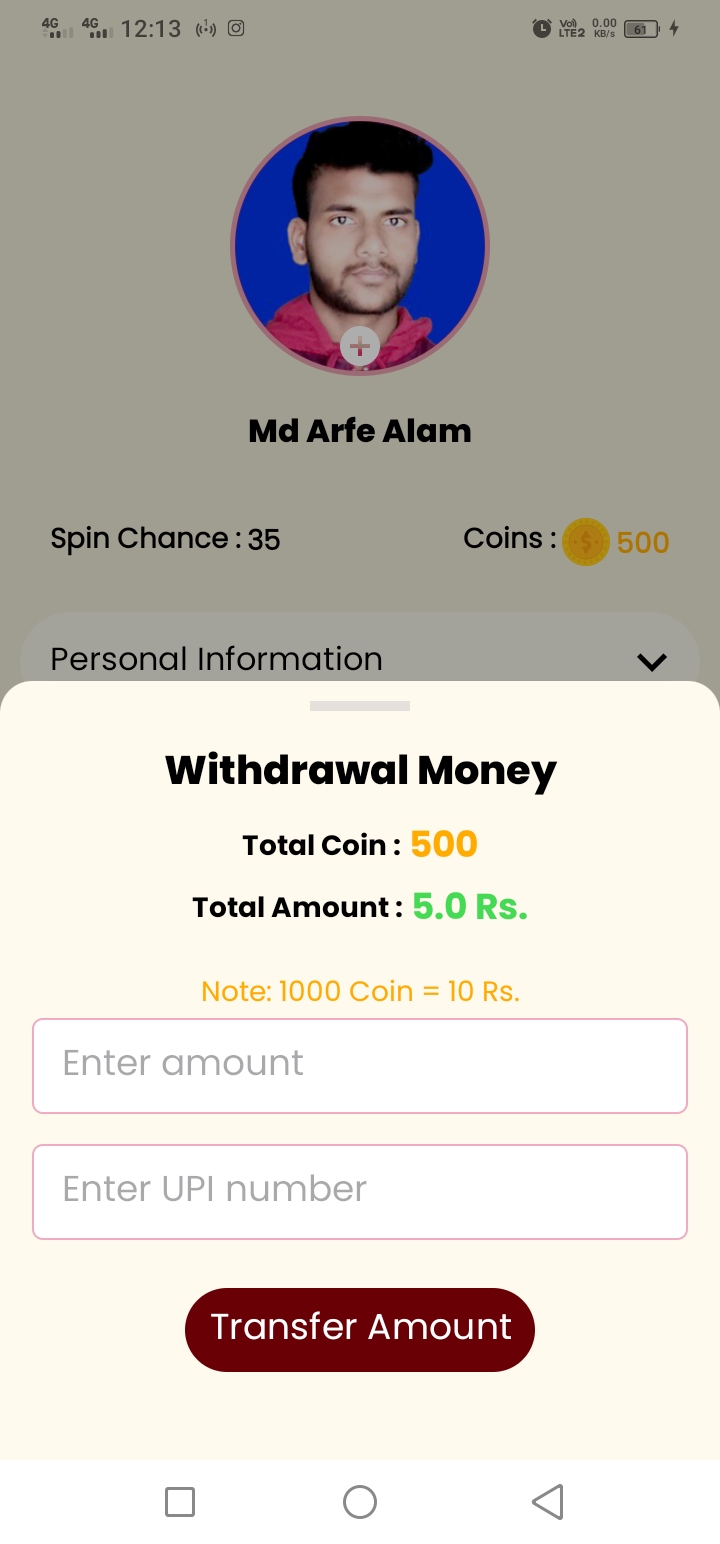 4G 4G 12:13 Vo) LTE2 0.00 KB/s 61
Md Arfe Alam
Spin Chance : 35 Coins : $ 500
Personal Information
Withdrawal Money
Total Coin : 500
Total Amount : 5.0 Rs.
Note: 1000 Coin = 10 Rs.
Enter amount
Enter UPI number
Transfer Amount